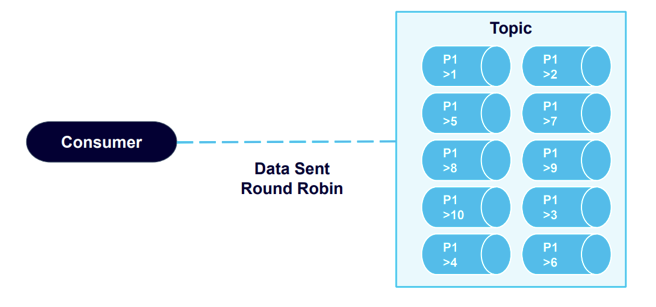 Topic
P1
>1
P1
>2
P1
>5
P1
>7
Consumer
Data Sent
Round Robin
P1
>8
P1
>9
P1
>10
P1
>3
P1
>4
P1
>6